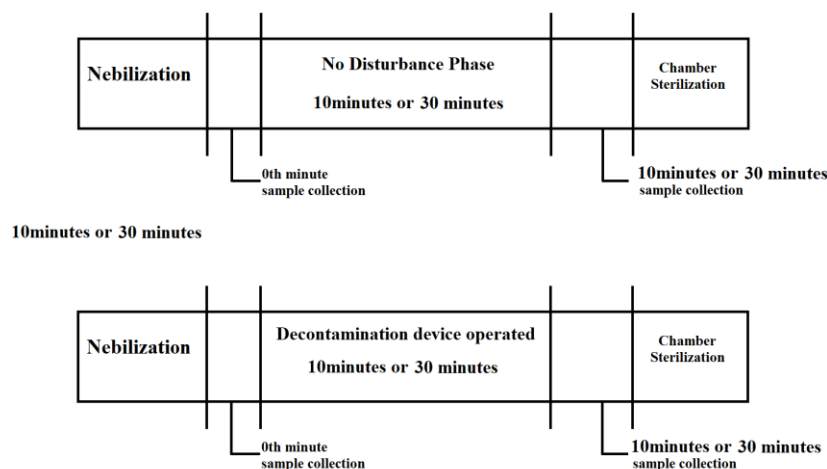 Nebilization
No Disturbance Phase
10minutes or 30 minutes
Chamber
Sterilization
0th minute
sample collection
10minutes or 30 minutes
sample collection
10minutes or 30 minutes
Nebilization
Decontamination device operated
10minutes or 30 minutes
Chamber
Sterilization
0th minute
sample collection
10minutes or 30 minutes
sample collection